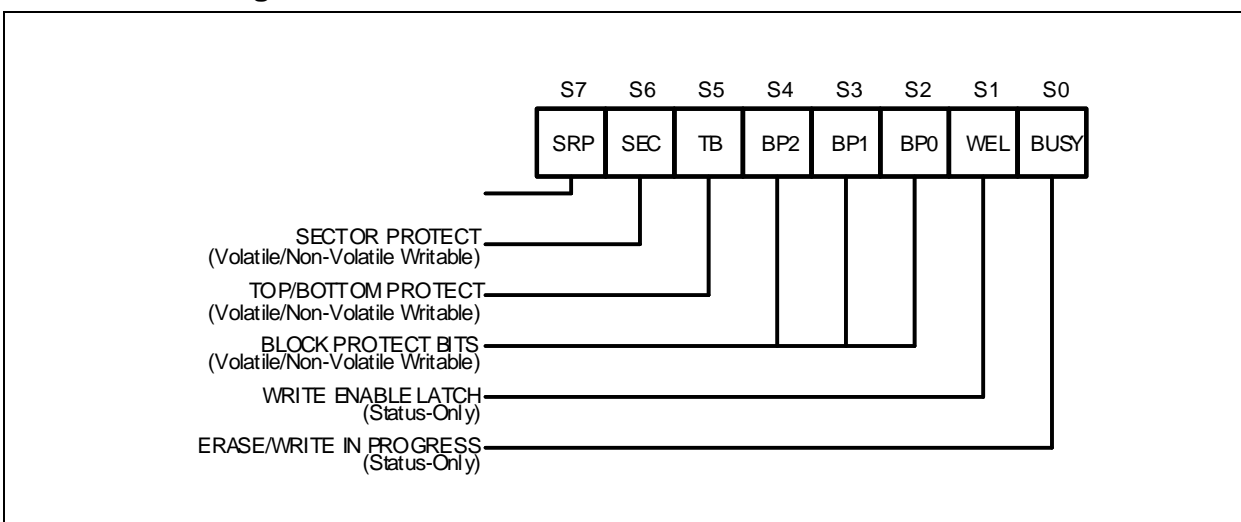 S7 S6 S5 S4 S3 S2 S1 S0
SRP SEC TB BP2 BP1 BP0 WEL BUSY
SECTOR PROTECT
(Volatile/Non-Volatile Writable)
TOP/BOTTOM PROTECT
(Volatile/Non-Volatile Writable)
BLOCK PROTECT BITS
(Volatile/Non-Volatile Writable)
WRITE ENABLE LATCH
(Status-Only)
ERASE/WRITE IN PROGRESS
(Status-Only)